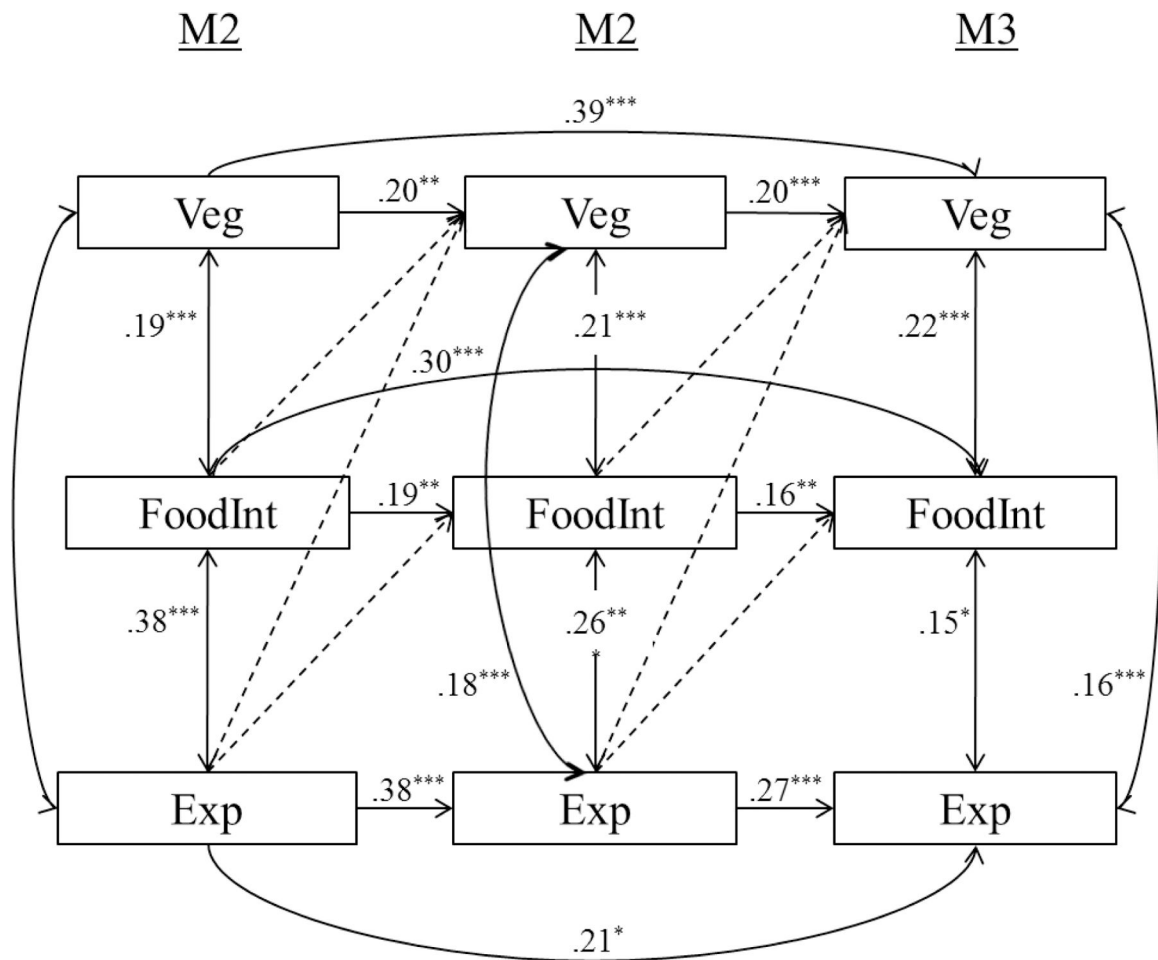 M2 M2 M3
.39***
Veg .20** Veg .20*** Veg
.19*** .21*** .22***
.30***
FoodInt .19** FoodInt .16** FoodInt
.38*** .26** .15*
*
.18*** .16***
Exp .38*** Exp .27*** Exp
.21*